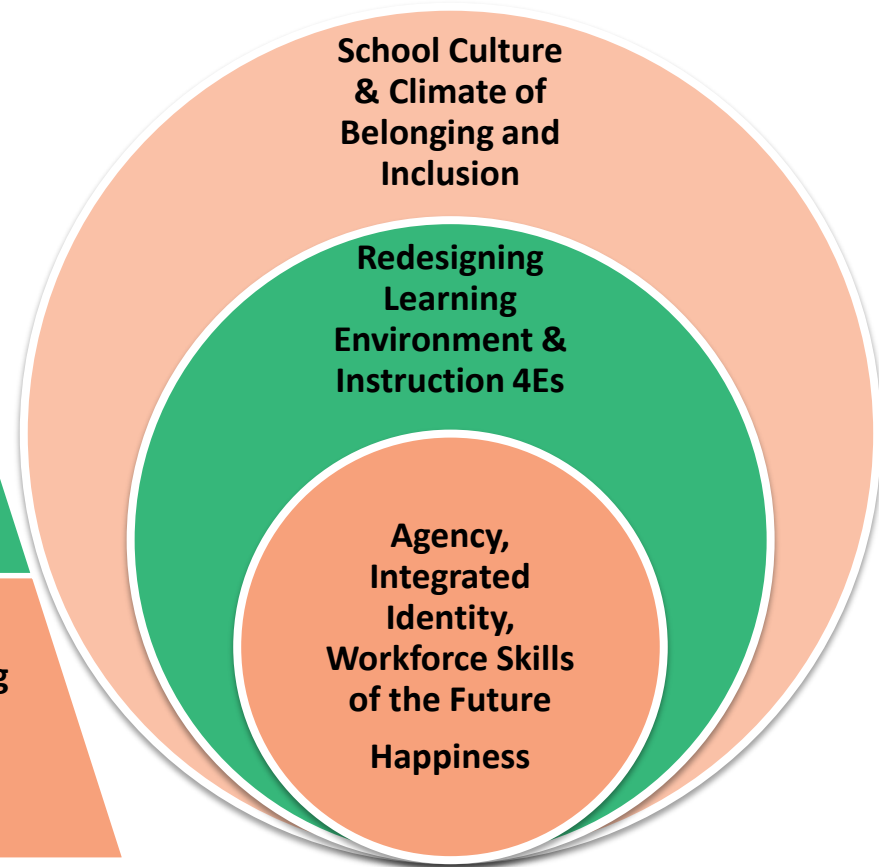 School Culture
& Climate of
Belonging and
Inclusion
Redesigning
Learning
Environment &
Instruction 4Es
Agency,
Integrated
Identity,
Workforce Skills
of the Future
Happiness